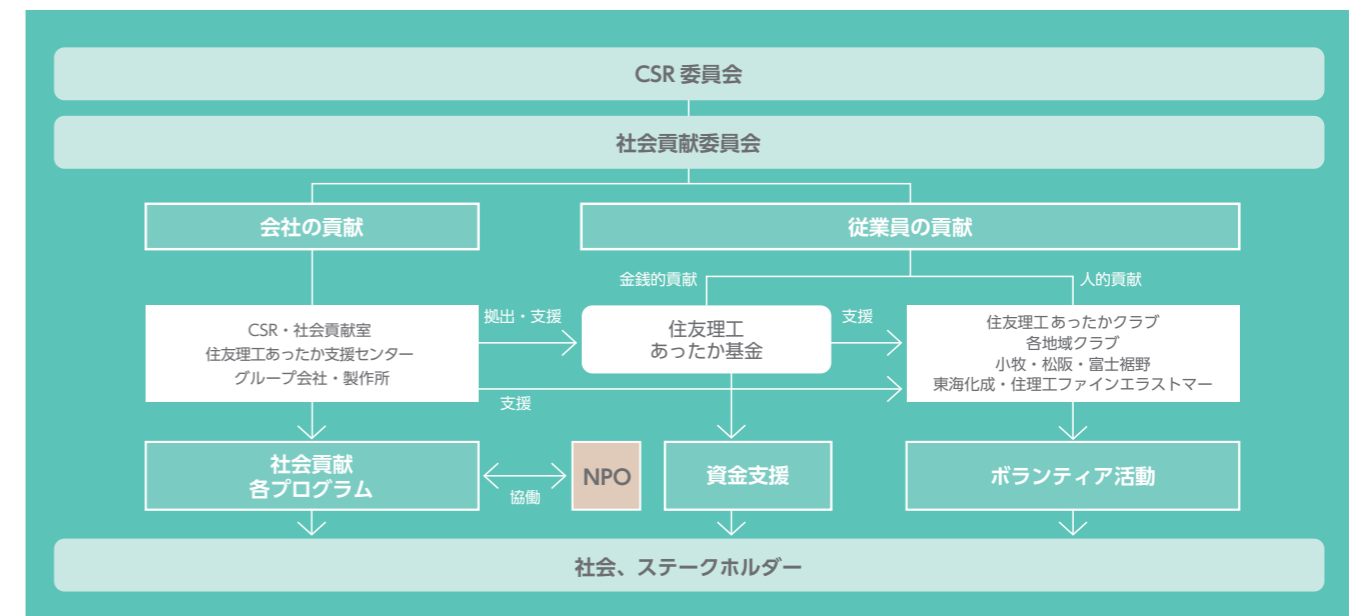 CSR 委員会
社会貢献委員会
会社の貢献
従業員の貢献
金銭的貢献
人的貢献
CSR・社会貢献室
住友理工あったか支援センター
グループ会社・製作所
拠出・支援
住友理工
あったか基金
支援
住友理工あったかクラブ
各地域クラブ
小牧・松阪・富士裾野
東海化成・住理工ファインエラストマー
支援
社会貢献
各プログラム
協働
NPO
資金支援
ボランティア活動
社会、ステークホルダー